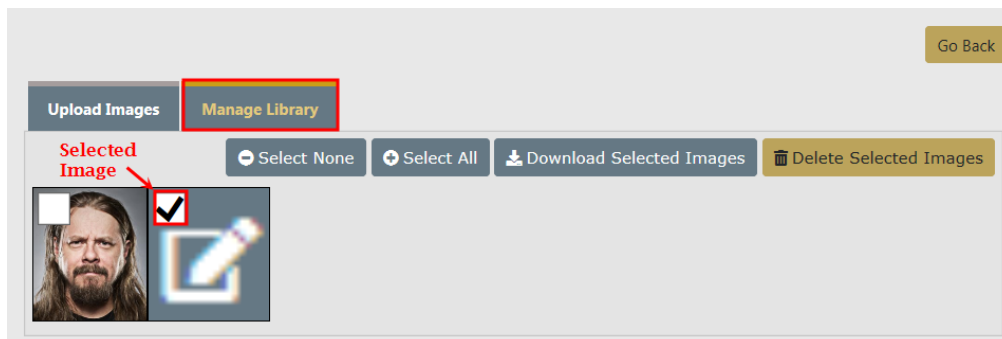 Go Back
Upload Images
Manage Library
Selected
Image
Select None
Select All
Download Selected Images
Delete Selected Images